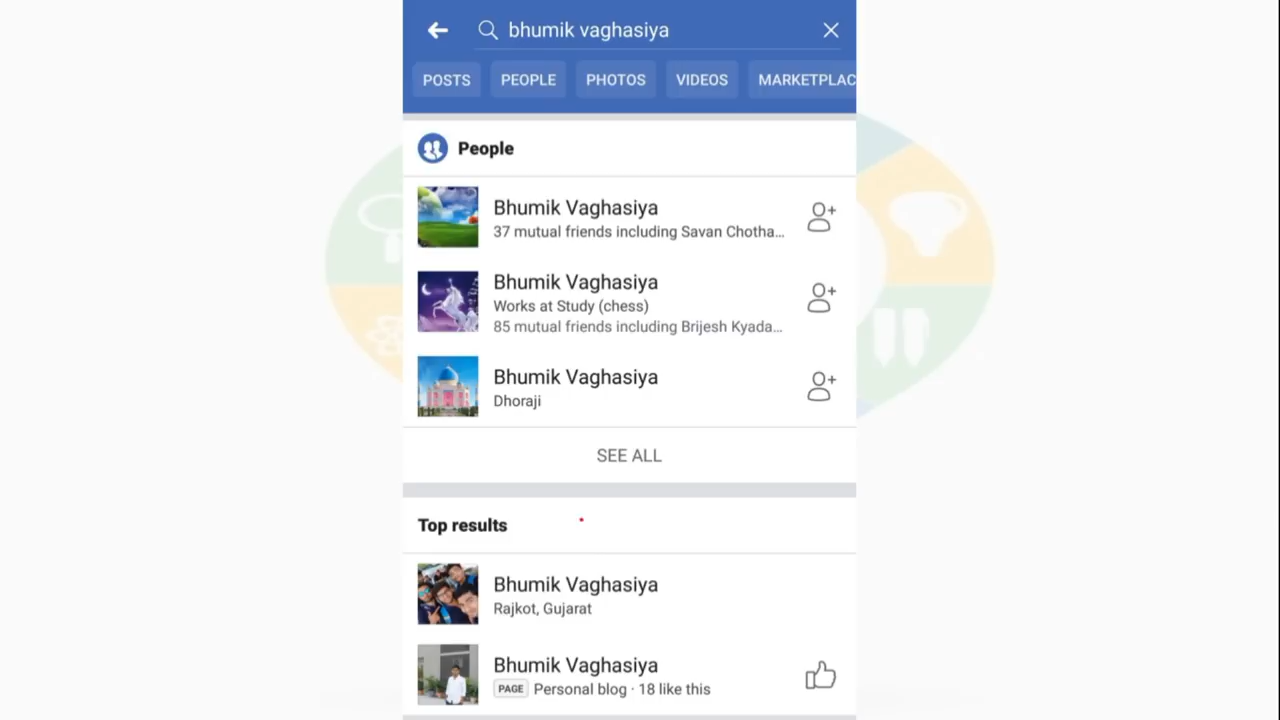 bhumik vaghasiya
POSTS PEOPLE PHOTOS VIDEOS MARKETPLAC
People
Bhumik Vaghasiya
37 mutual friends including Savan Chotha...
Bhumik Vaghasiya
Works at Study (chess)
85 mutual friends including Brijesh Kyada...
Bhumik Vaghasiya
Dhoraji
SEE ALL
Top results
Bhumik Vaghasiya
Rajkot, Gujarat
Bhumik Vaghasiya
PAGE Personal blog · 18 like this